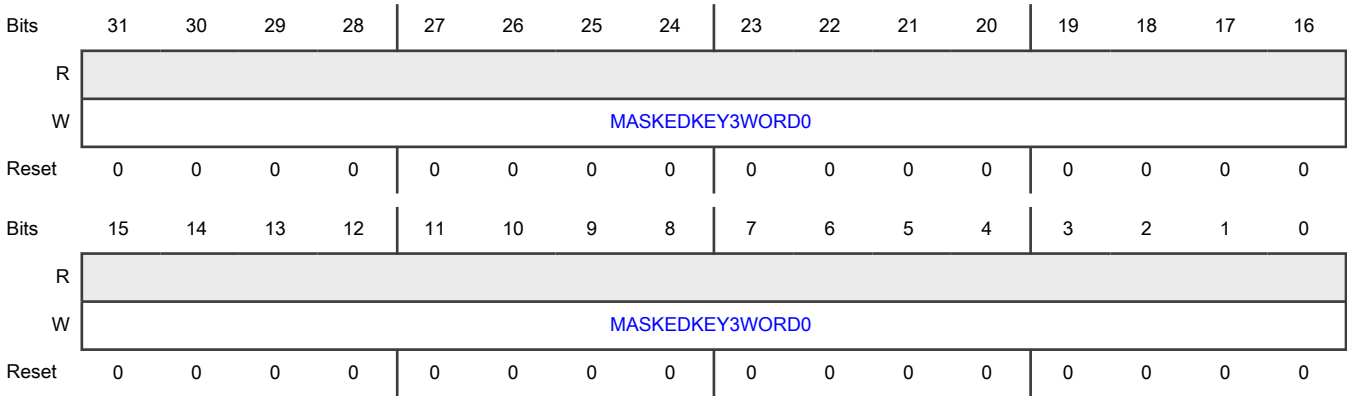 Bits 31 30 29 28 27 26 25 24 23 22 21 20 19 18 17 16
R
W MASKEDKEY3WORD0
Reset 0 0 0 0 0 0 0 0 0 0 0 0 0 0 0 0
Bits 15 14 13 12 11 10 9 8 7 6 5 4 3 2 1 0
R
W MASKEDKEY3WORD0
Reset 0 0 0 0 0 0 0 0 0 0 0 0 0 0 0 0